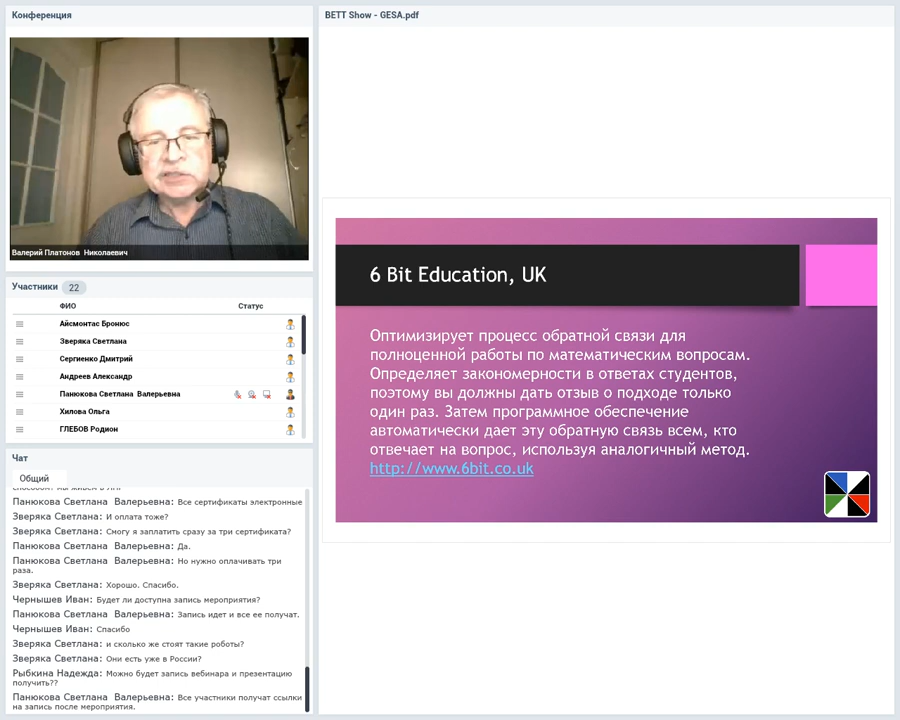 Конференция
Валерий Платонов  Николаевич
Участники 22
ФИО Статус
Айсмонтас Бронюс
Зверяка Светлана
Сергиенко Дмитрий
Андреев Александр
Панюкова Светлана  Валерьевна
Хилова Ольга
ГЛЕБОВ Родион
Чат
Общий
Панюкова Светлана  Валерьевна: Все сертификаты электронные
Зверяка Светлана: И оплата тоже?
Зверяка Светлана: Смогу я заплатить сразу за три сертификата?
Панюкова Светлана  Валерьевна: Да.
Панюкова Светлана  Валерьевна: Но нужно оплачивать три
раза.
Зверяка Светлана: Хорошо. Спасибо.
Чернышев Иван: Будет ли доступна запись мероприятия?
Панюкова Светлана  Валерьевна: Запись идет и все ее получат.
Чернышев Иван: Спасибо
Зверяка Светлана: и сколько же стоят такие роботы?
Зверяка Светлана: Они есть уже в России?
Рыбкина Надежда: Можно будет запись вебинара и презентацию
получить??
Панюкова Светлана  Валерьевна: Все участники получат ссылки
на запись после мероприятия.
BETT Show - GESA.pdf
6 Bit Education, UK
Оптимизирует процесс обратной связи для
полноценной работы по математическим вопросам.
Определяет закономерности в ответах студентов,
поэтому вы должны дать отзыв о подходе только
один раз. Затем программное обеспечение
автоматически дает эту обратную связь всем, кто
отвечает на вопрос, используя аналогичный метод.
http://www.6bit.co.uk